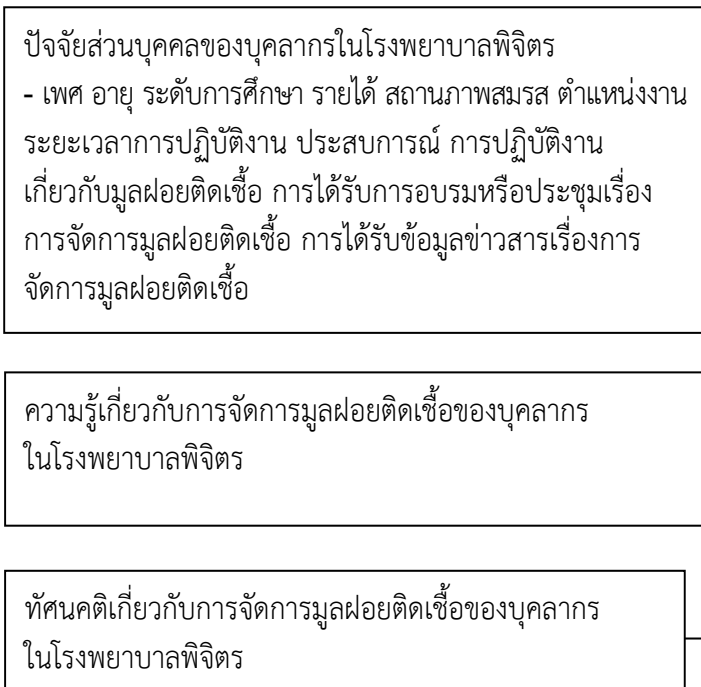 ปัจจัยส่วนบุคคลของบุคลากรในโรงพยาบาลพิจิตร
- เพศ อายุ ระดับการศึกษา รายได้ สถานภาพสมรส ตำแหน่งงาน
ระยะเวลาการปฏิบัติงาน ประสบการณ์ การปฏิบัติงาน
เกี่ยวกับมูลฝอยติดเชื้อ การได้รับการอบรมหรือประชุมเรื่อง
การจัดการมูลฝอยติดเชื้อ การได้รับข้อมูลข่าวสารเรื่องการ
จัดการมูลฝอยติดเชื้อ
ความรู้เกี่ยวกับการจัดการมูลฝอยติดเชื้อของบุคลากร
ในโรงพยาบาลพิจิตร
ทัศนคติเกี่ยวกับการจัดการมูลฝอยติดเชื้อของบุคลากร
ในโรงพยาบาลพิจิตร